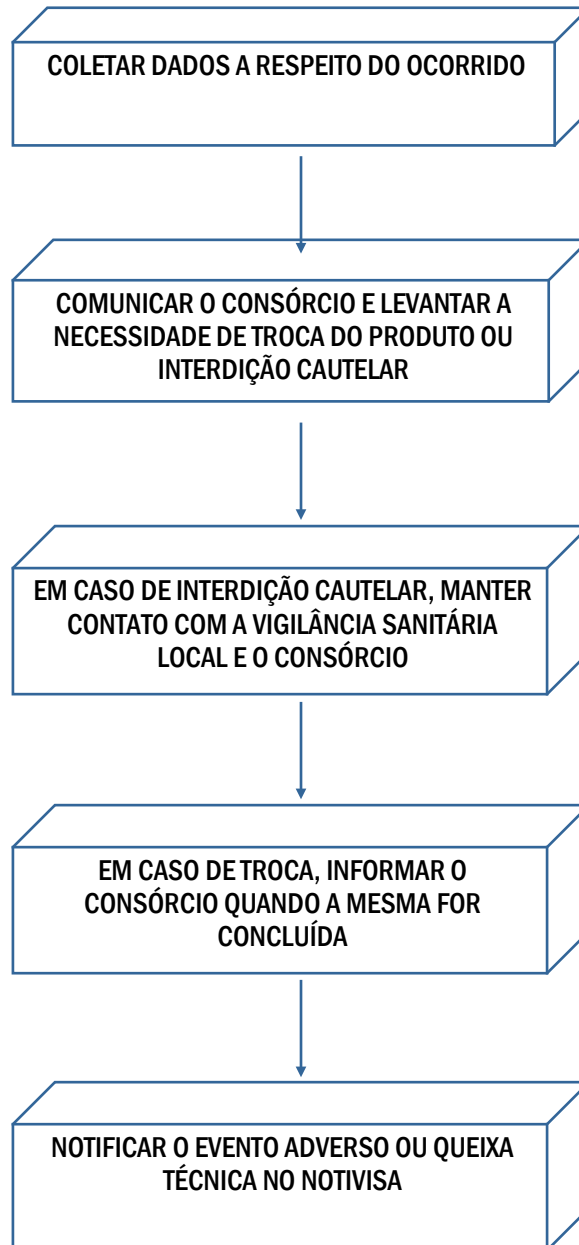 COLETAR DADOS A RESPEITO DO OCORRIDO
COMUNICAR O CONSÓRCIO E LEVANTAR A
NECESSIDADE DE TROCA DO PRODUTO OU
INTERDIÇÃO CAUTELAR
EM CASO DE INTERDIÇÃO CAUTELAR, MANTER
CONTATO COM A VIGILÂNCIA SANITÁRIA
LOCAL E O CONSÓRCIO
EM CASO DE TROCA, INFORMAR O
CONSÓRCIO QUANDO A MESMA FOR
CONCLUÍDA
NOTIFICAR O EVENTO ADVERSO OU QUEIXA
TÉCNICA NO NOTIVISA